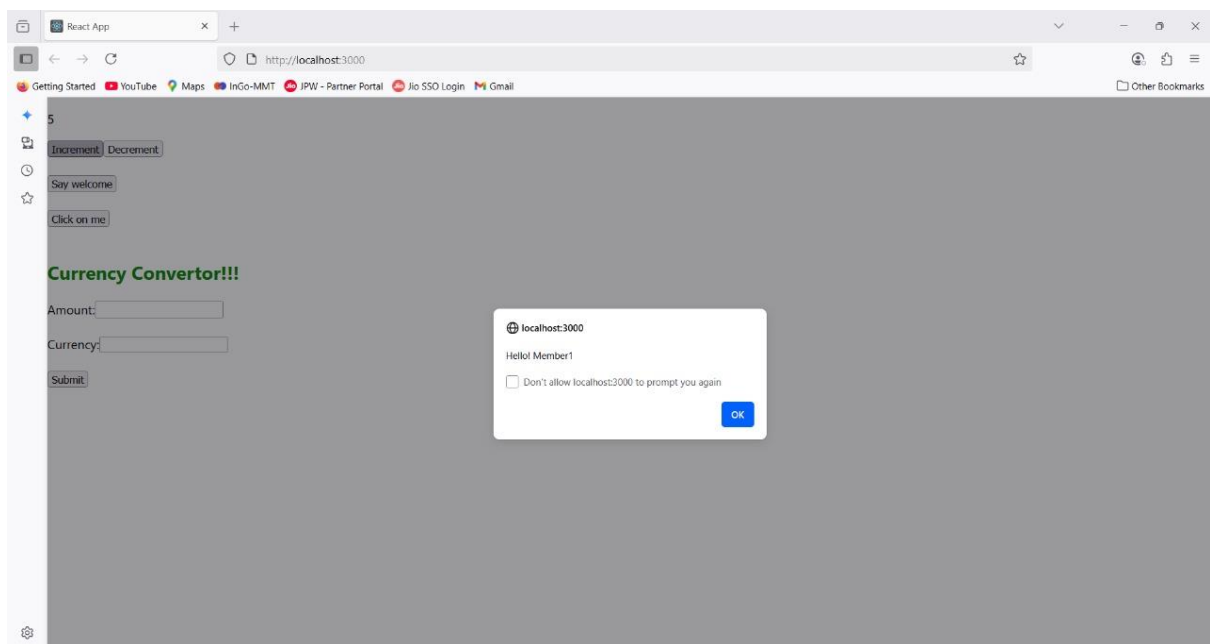 React App
http://localhost:3000
Getting Started YouTube Maps InGo-MMT JPW - Partner Portal Jio SSO Login Gmail Other Bookmarks
5
Increment Decrement
Say welcome
Click on me
Currency Convertor!!!
Amount:
Currency:
Submit
localhost:3000
Hello! Member1
Don't allow localhost:3000 to prompt you again
OK